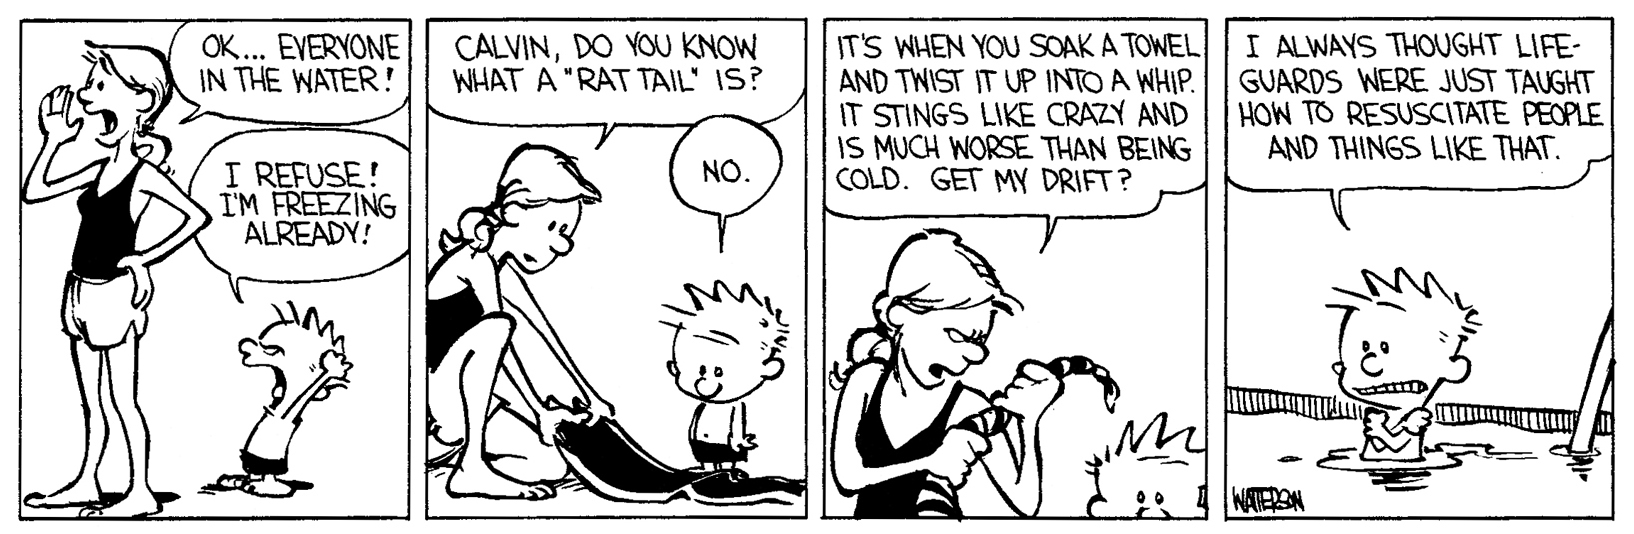 OK... EVERYONE
IN THE WATER!
I REFUSE!
I'M FREEZING
ALREADY!
CALVIN, DO YOU KNOW
WHAT A "RAT TAIL" IS?
NO.
IT'S WHEN YOU SOAK A TOWEL
AND TWIST IT UP INTO A WHIP.
IT STINGS LIKE CRAZY AND
IS MUCH WORSE THAN BEING
COLD. GET MY DRIFT?
I ALWAYS THOUGHT LIFE-
GUARDS WERE JUST TAUGHT
HOW TO RESUSCITATE PEOPLE
AND THINGS LIKE THAT.
WATTERSON